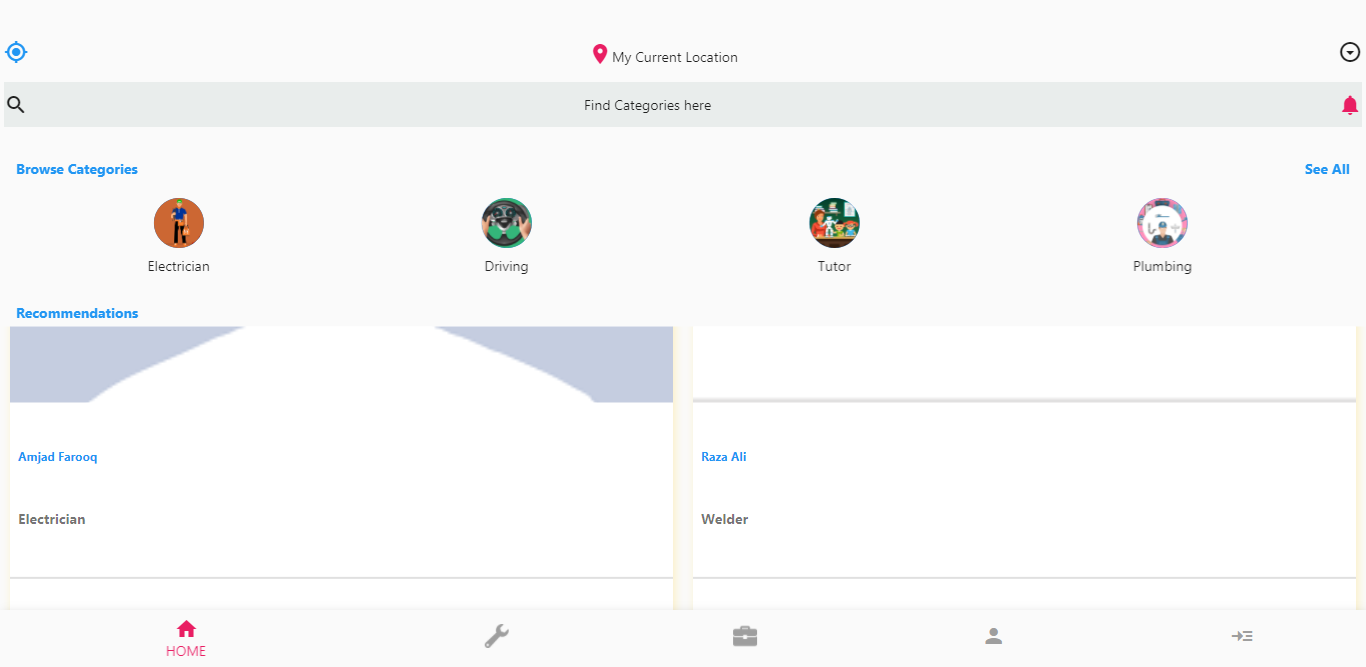 My Current Location
Find Categories here
Browse Categories See All
Electrician Driving Tutor Plumbing
Recommendations
Amjad Farooq Raza Ali
Electrician Welder
HOME